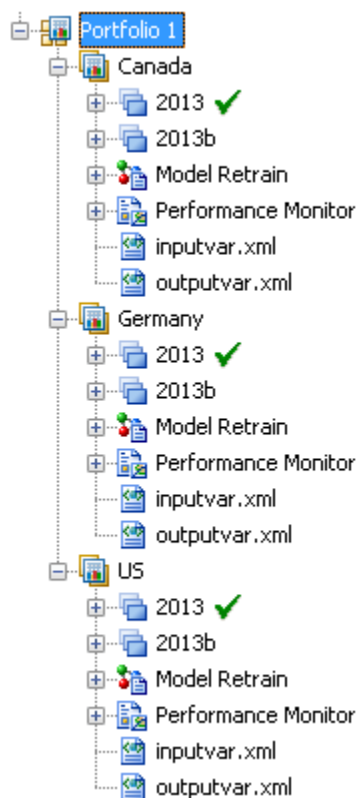 Portfolio 1
Canada
2013
2013b
Model Retrain
Performance Monitor
inputvar.xml
outputvar.xml
Germany
2013
2013b
Model Retrain
Performance Monitor
inputvar.xml
outputvar.xml
US
2013
2013b
Model Retrain
Performance Monitor
inputvar.xml
outputvar.xml